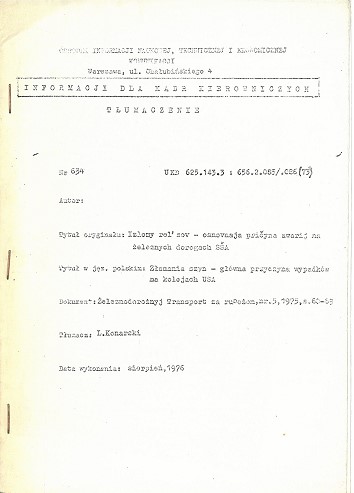 OŚRODEK INFORMACJI NAUKOWEJ, TECHNICZNEJ I EKONOMICZNEJ
KOMUNIKACJI
Warszawa, ul. Chałubińskiego 4
INFORMACJI DLA KADR KIEROWNICZYCH
TŁUMACZENIE
Nr 634 UKD 625.143.3 : 656.2.085/.086(73)
Autor:
Tytuł oryginału: Izlomy rel'sov - osnovnaja pričyna avarij na
železnych dorogach SŠA
Tytuł w jęz. polskim: Złamania szyn - główna przyczyna wypadków
na kolejach USA
Dokument: Železnodorožnyj Transport za rubežom, nr.5, 1975, s.60-69
Tłumacz: L.Konarski
Data wykonania: sierpień, 1976